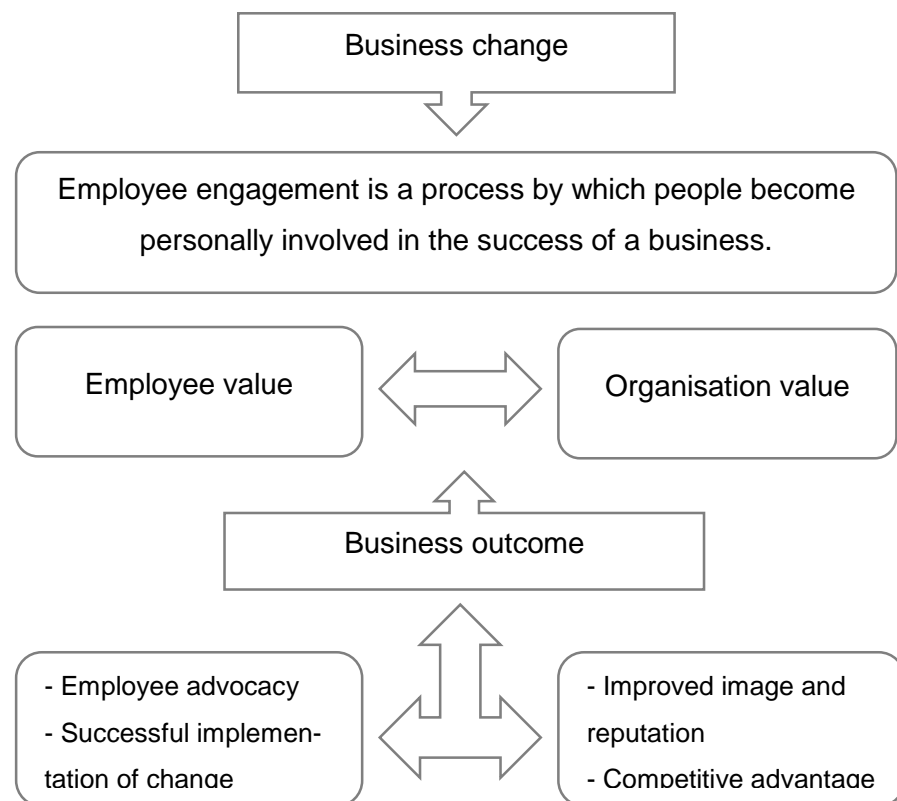 Business change
Employee engagement is a process by which people become
personally involved in the success of a business.
Employee value
Organisation value
Business outcome
- Employee advocacy
- Successful implemen-
tation of change
- Improved image and
reputation
- Competitive advantage